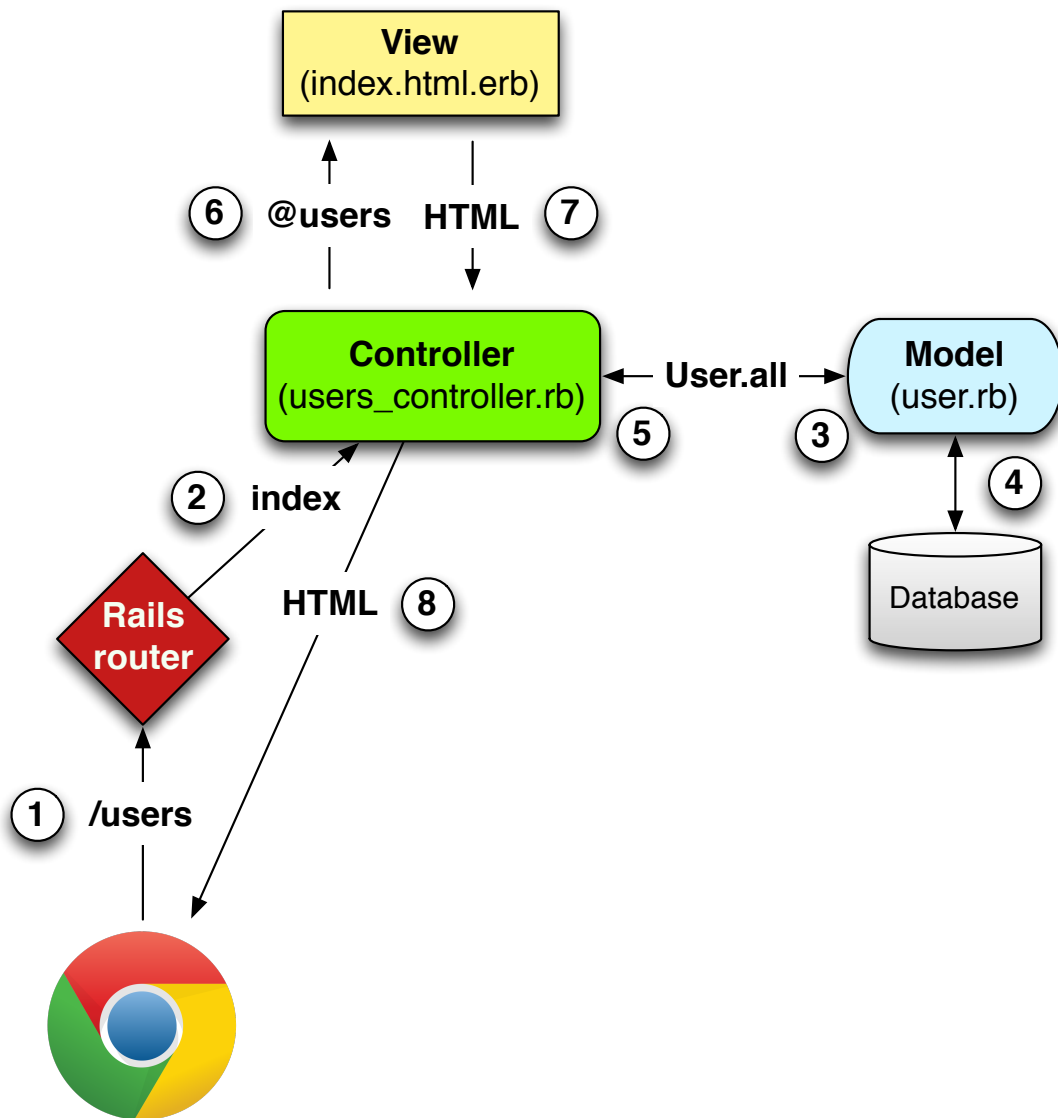 View
(index.html.erb)
6 @users HTML 7
Controller
(users_controller.rb)
User.all
Model
(user.rb)
5
3
4
2 index
Database
HTML 8
Rails
router
1 /users